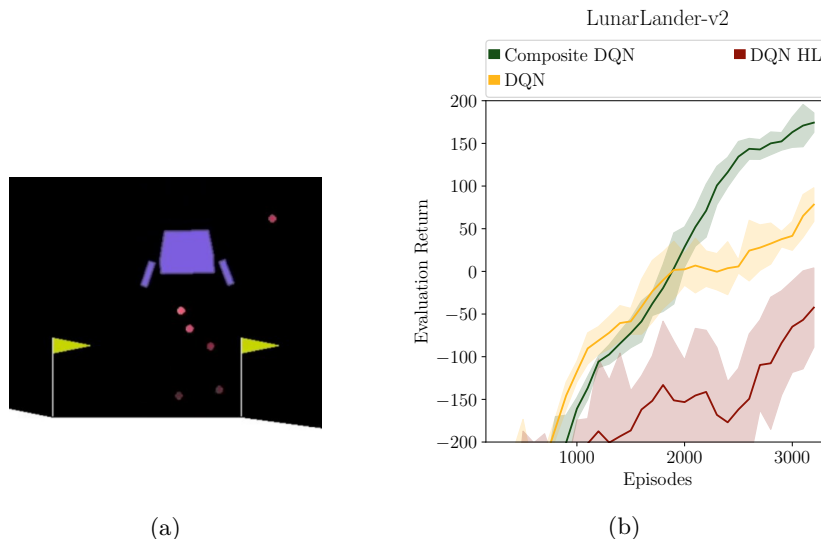 LunarLander-v2
Composite DQN
DQN HL
DQN
200
150
100
50
0
−50
−100
−150
−200
Evaluation Return
1000
2000
3000
Episodes
(a)
(b)